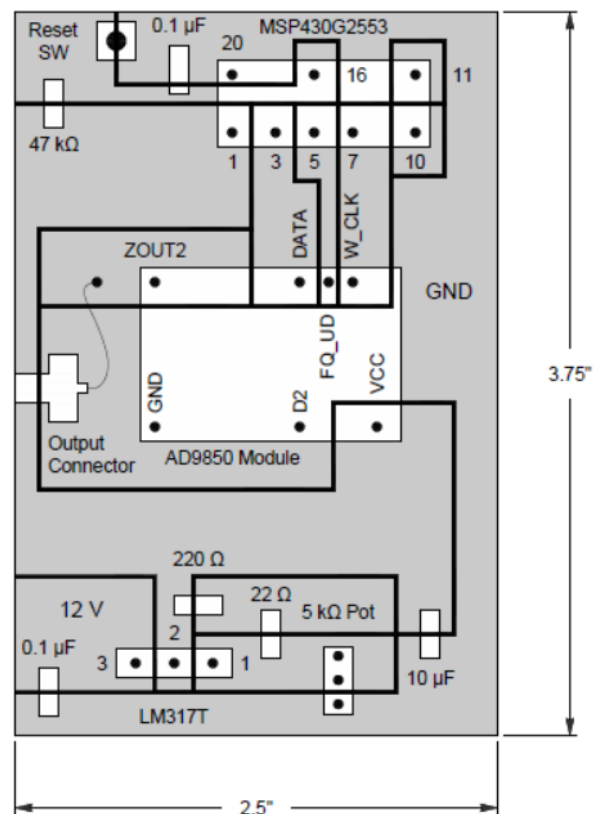 Reset
SW
0.1 µF
MSP430G2553
20
16
11
47 kΩ
1
3
5
7
10
ZOUT2
DATA
W_CLK
GND
FQ_UD
3.75"
GND
D2
VCC
Output
Connector
AD9850 Module
220 Ω
12 V
22 Ω
5 kΩ Pot
2
0.1 µF
3
1
10 µF
LM317T
2.5"